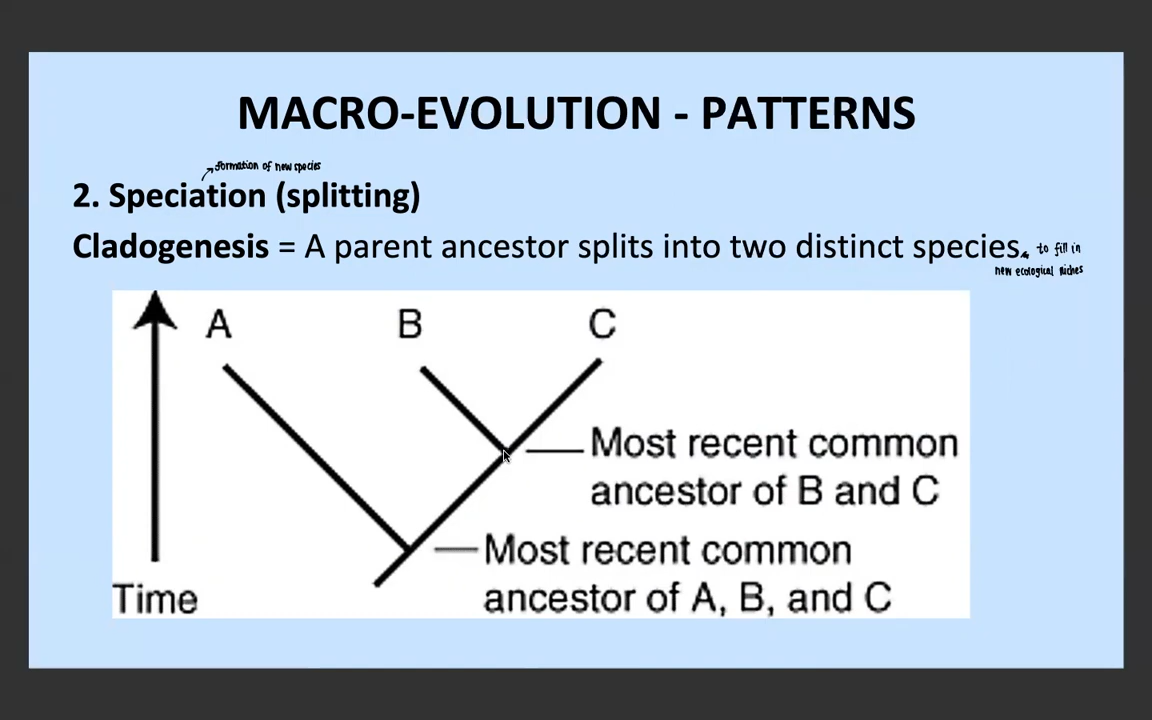 MACRO-EVOLUTION - PATTERNS
formation of new species
2. Speciation (splitting)
Cladogenesis = A parent ancestor splits into two distinct species
to fill in
new ecological niches
A B C
Most recent common
ancestor of B and C
Most recent common
ancestor of A, B, and C
Time